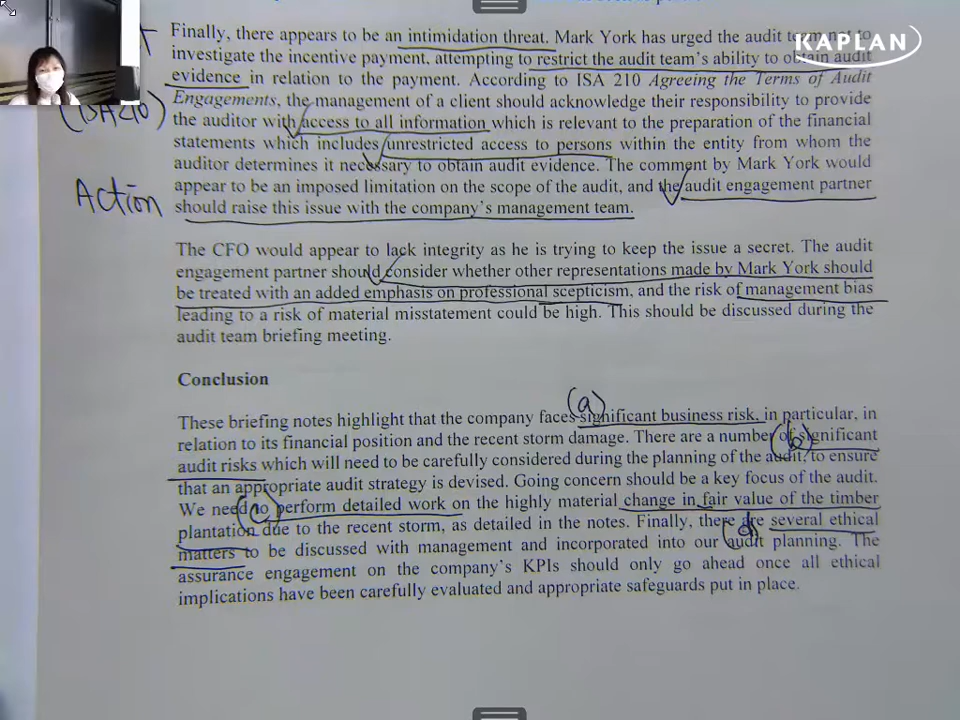 KAPLAN
Finally, there appears to be an intimidation threat. Mark York has urged the audit to
investigate the incentive payment, attempting to restrict the audit team's ability to obtain audit
evidence in relation to the payment. According to ISA 210 Agreeing the Terms of Audit
Engagements, the management of a client should acknowledge their responsibility to provide
(ISA210)
the auditor with access to all information which is relevant to the preparation of the financial
statements which includes unrestricted access to persons within the entity from whom the
auditor determines it necessary to obtain audit evidence. The comment by Mark York would
appear to be an imposed limitation on the scope of the audit, and the audit engagement partner
Action
should raise this issue with the company's management team.
The CFO would appear to lack integrity as he is trying to keep the issue a secret. The audit
engagement partner should consider whether other representations made by Mark York should
be treated with an added emphasis on professional scepticism, and the risk of management bias
leading to a risk of material misstatement could be high. This should be discussed during the
audit team briefing meeting.
Conclusion
(a)
These briefing notes highlight that the company faces significant business risk, in particular, in
relation to its financial position and the recent storm damage. There are a number of significant
(b)
audit risks which will need to be carefully considered during the planning of the audit, to ensure
that an appropriate audit strategy is devised. Going concern should be a key focus of the audit.
We need to perform detailed work on the highly material change in fair value of the timber
(c)
plantation due to the recent storm, as detailed in the notes. Finally, there are several ethical
(d)
matters to be discussed with management and incorporated into our audit planning. The
assurance engagement on the company's KPIs should only go ahead once all ethical
implications have been carefully evaluated and appropriate safeguards put in place.